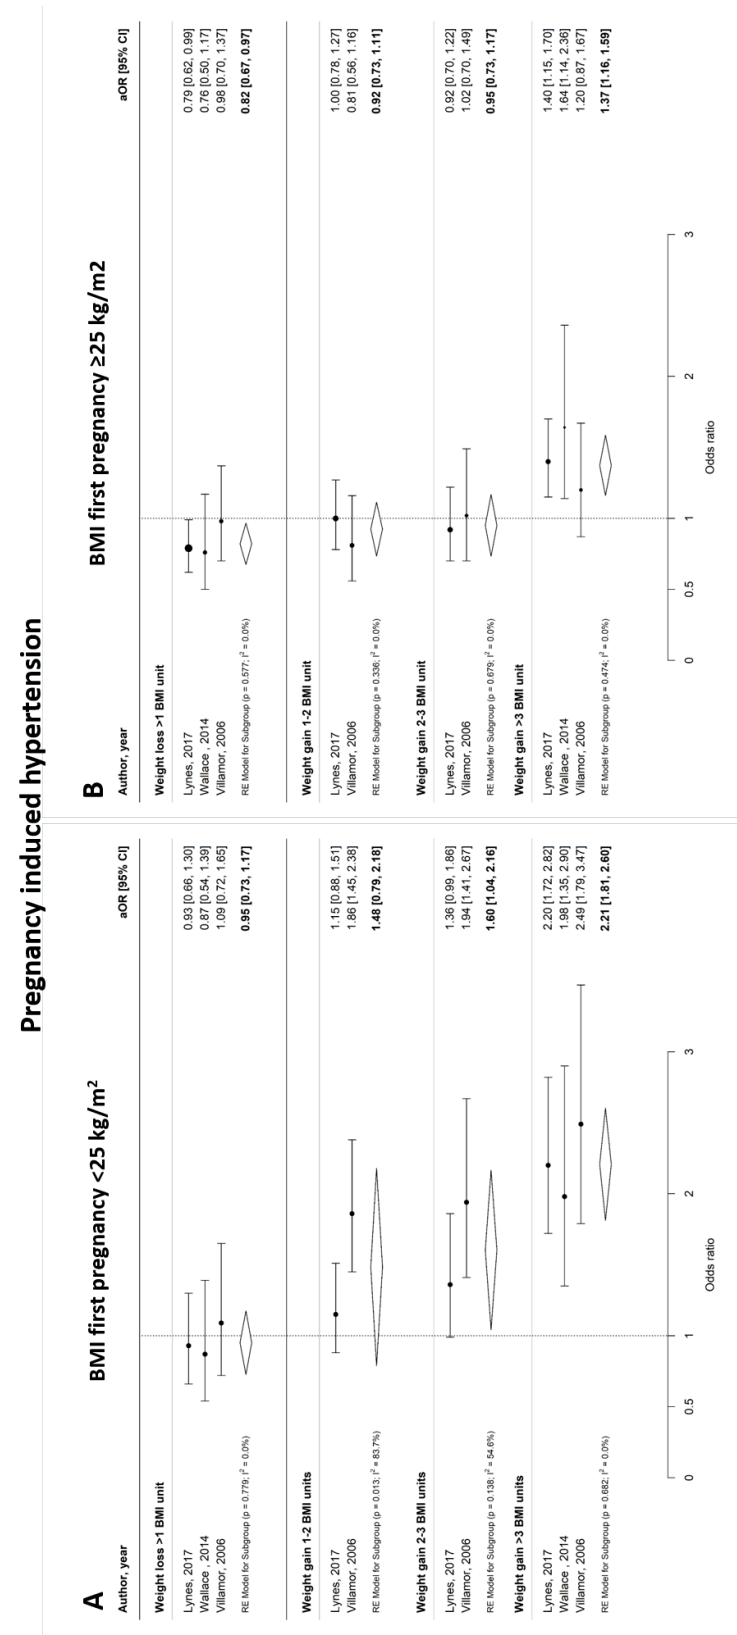 Pregnancy induced hypertension
A
BMI first pregnancy <25 kg/m²
Author, year aOR [95% CI]
Weight loss >1 BMI unit
Lynes, 2017 0.93 [0.66, 1.30]
Wallace , 2014 0.87 [0.54, 1.39]
Villamor, 2006 1.09 [0.72, 1.65]
RE Model for Subgroup (p = 0.779; I² = 0.0%) 0.95 [0.73, 1.17]
Weight gain 1-2 BMI units
Lynes, 2017 1.15 [0.88, 1.51]
Villamor, 2006 1.86 [1.45, 2.38]
RE Model for Subgroup (p = 0.013; I² = 83.7%) 1.48 [0.79, 2.18]
Weight gain 2-3 BMI units
Lynes, 2017 1.36 [0.99, 1.86]
Villamor, 2006 1.94 [1.41, 2.67]
RE Model for Subgroup (p = 0.138; I² = 54.6%) 1.60 [1.04, 2.16]
Weight gain >3 BMI units
Lynes, 2017 2.20 [1.72, 2.82]
Wallace , 2014 1.98 [1.35, 2.90]
Villamor, 2006 2.49 [1.79, 3.47]
RE Model for Subgroup (p = 0.682; I² = 0.0%) 2.21 [1.81, 2.60]
0 0.5 1 2 3
Odds ratio
B
BMI first pregnancy ≥25 kg/m2
Author, year aOR [95% CI]
Weight loss >1 BMI unit
Lynes, 2017 0.79 [0.62, 0.99]
Wallace , 2014 0.76 [0.50, 1.17]
Villamor, 2006 0.98 [0.70, 1.37]
RE Model for Subgroup (p = 0.577; I² = 0.0%) 0.82 [0.67, 0.97]
Weight gain 1-2 BMI unit
Lynes, 2017 1.00 [0.78, 1.27]
Villamor, 2006 0.81 [0.56, 1.16]
RE Model for Subgroup (p = 0.336; I² = 0.0%) 0.92 [0.73, 1.11]
Weight gain 2-3 BMI unit
Lynes, 2017 0.92 [0.70, 1.22]
Villamor, 2006 1.02 [0.70, 1.49]
RE Model for Subgroup (p = 0.679; I² = 0.0%) 0.95 [0.73, 1.17]
Weight gain >3 BMI unit
Lynes, 2017 1.40 [1.15, 1.70]
Wallace , 2014 1.64 [1.14, 2.36]
Villamor, 2006 1.20 [0.87, 1.67]
RE Model for Subgroup (p = 0.474; I² = 0.0%) 1.37 [1.16, 1.59]
0 0.5 1 2 3
Odds ratio